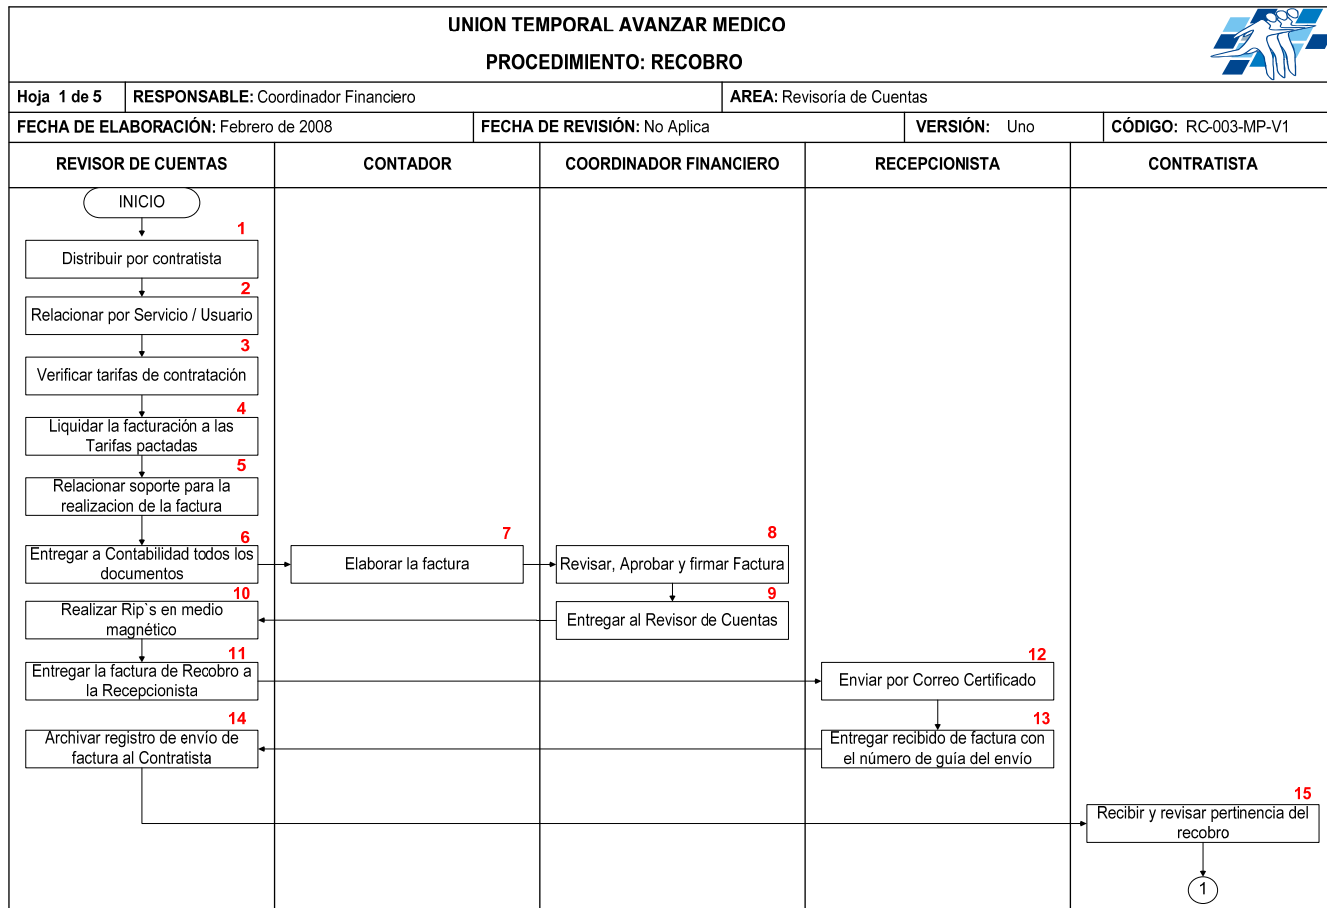 UNION TEMPORAL AVANZAR MEDICO
PROCEDIMIENTO: RECOBRO
Hoja 1 de 5
RESPONSABLE: Coordinador Financiero
AREA: Revisoría de Cuentas
FECHA DE ELABORACIÓN: Febrero de 2008
FECHA DE REVISIÓN: No Aplica
VERSIÓN: Uno
CÓDIGO: RC-003-MP-V1
REVISOR DE CUENTAS
CONTADOR
COORDINADOR FINANCIERO
RECEPCIONISTA
CONTRATISTA
INICIO
1
Distribuir por contratista
2
Relacionar por Servicio / Usuario
3
Verificar tarifas de contratación
4
Liquidar la facturación a las
Tarifas pactadas
5
Relacionar soporte para la
realizacion de la factura
6
Entregar a Contabilidad todos los
documentos
7
Elaborar la factura
8
Revisar, Aprobar y firmar Factura
9
Entregar al Revisor de Cuentas
10
Realizar Rip`s en medio
magnético
11
Entregar la factura de Recobro a
la Recepcionista
12
Enviar por Correo Certificado
13
Entregar recibido de factura con
el número de guía del envío
14
Archivar registro de envío de
factura al Contratista
15
Recibir y revisar pertinencia del
recobro
1